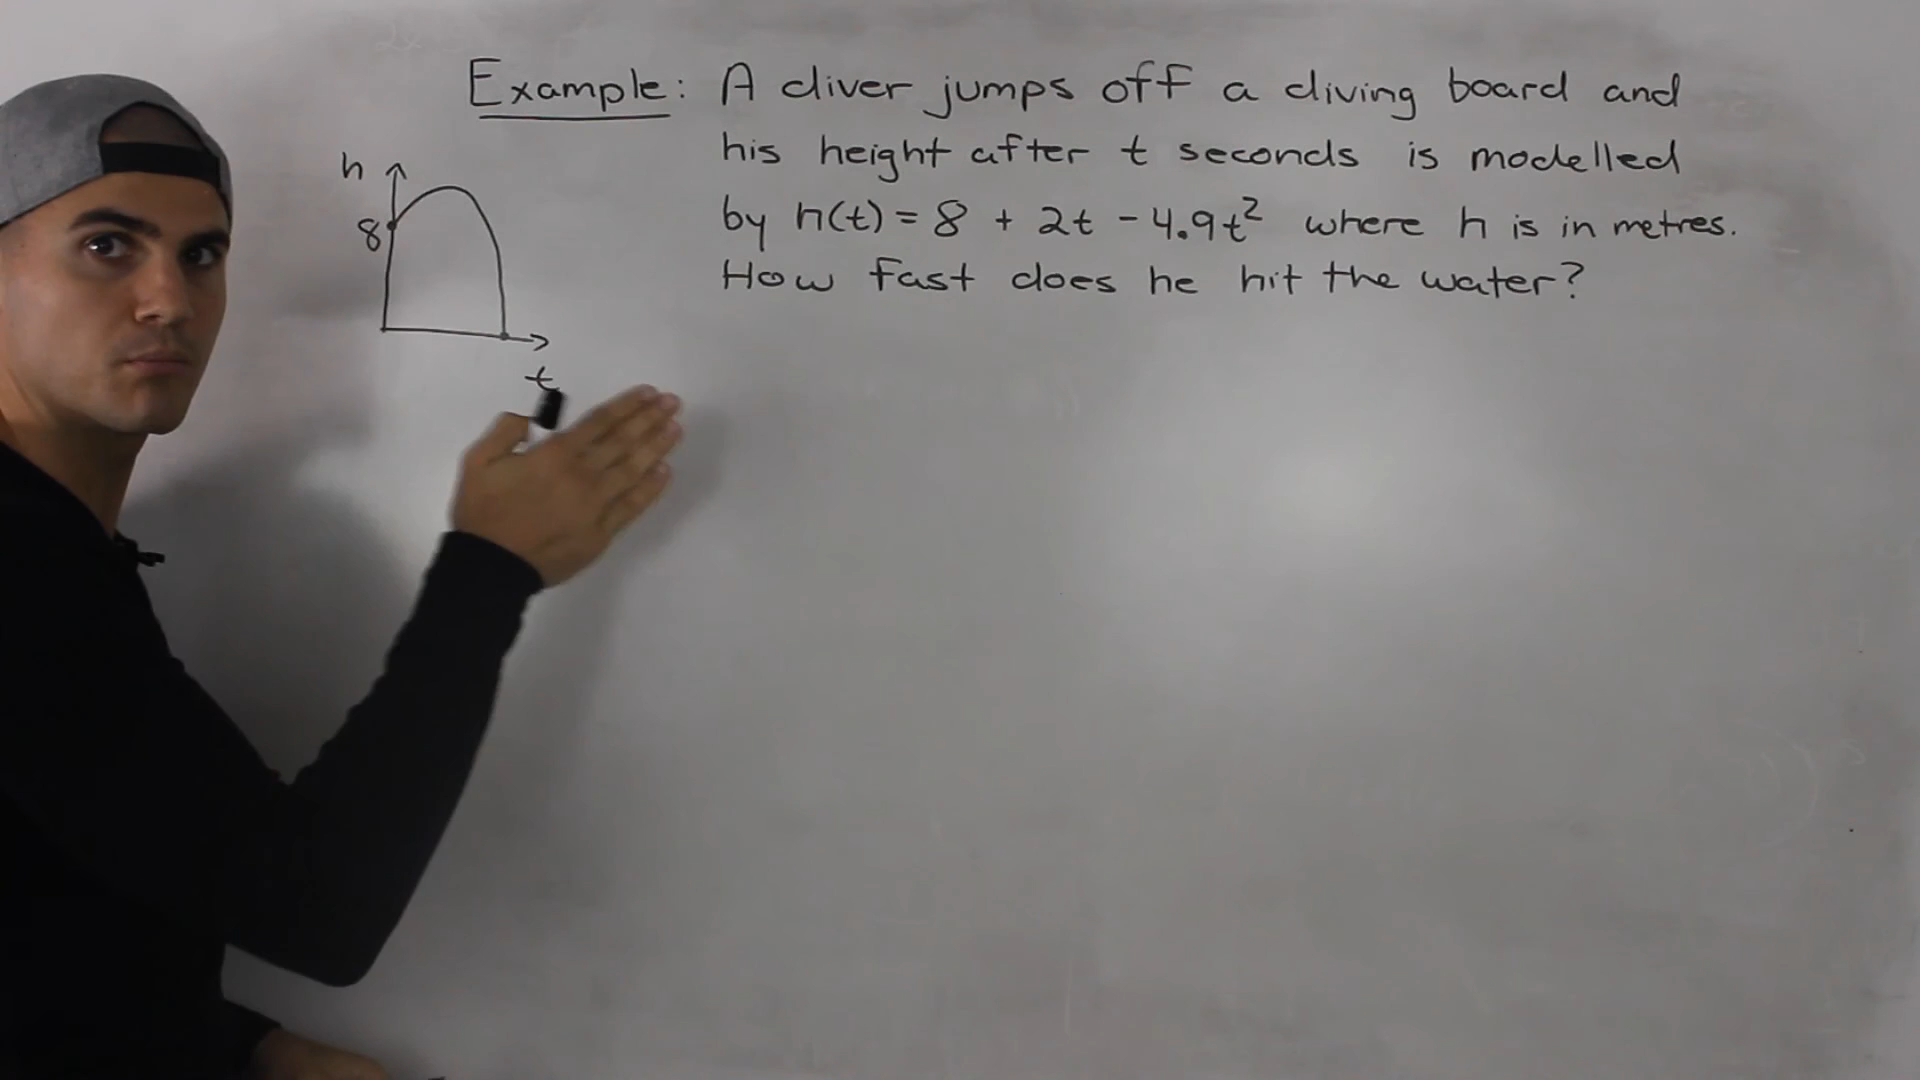 Example: A diver jumps off a diving board and
his height after t seconds is modelled
by h(t) = 8 + 2t - 4.9t² where h is in metres.
How fast does he hit the water?
h
8
t